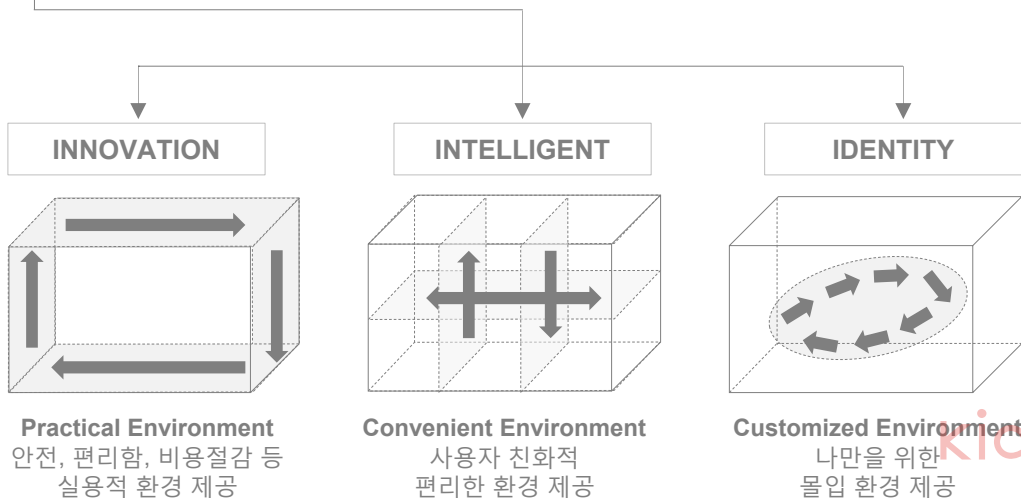 INNOVATION
INTELLIGENT
IDENTITY
Practical Environment
안전, 편리함, 비용절감 등
실용적 환경 제공
Convenient Environment
사용자 친화적
편리한 환경 제공
Customized Environment
나만을 위한
몰입 환경 제공